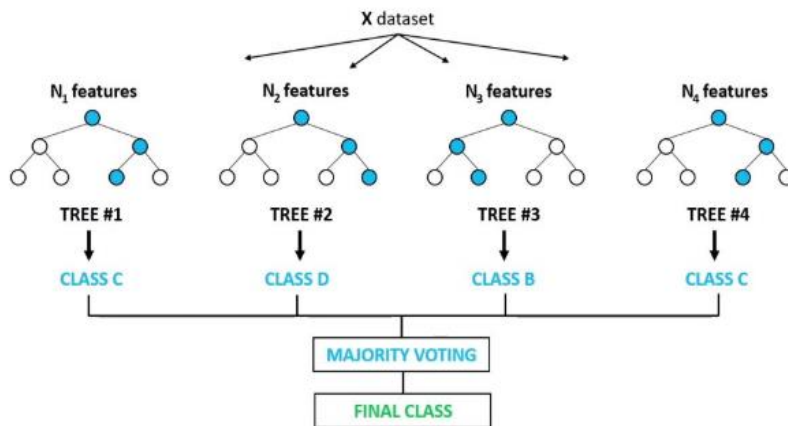 X dataset
N₁ features
N₂ features
N₃ features
N₄ features
TREE #1
TREE #2
TREE #3
TREE #4
CLASS C
CLASS D
CLASS B
CLASS C
MAJORITY VOTING
FINAL CLASS